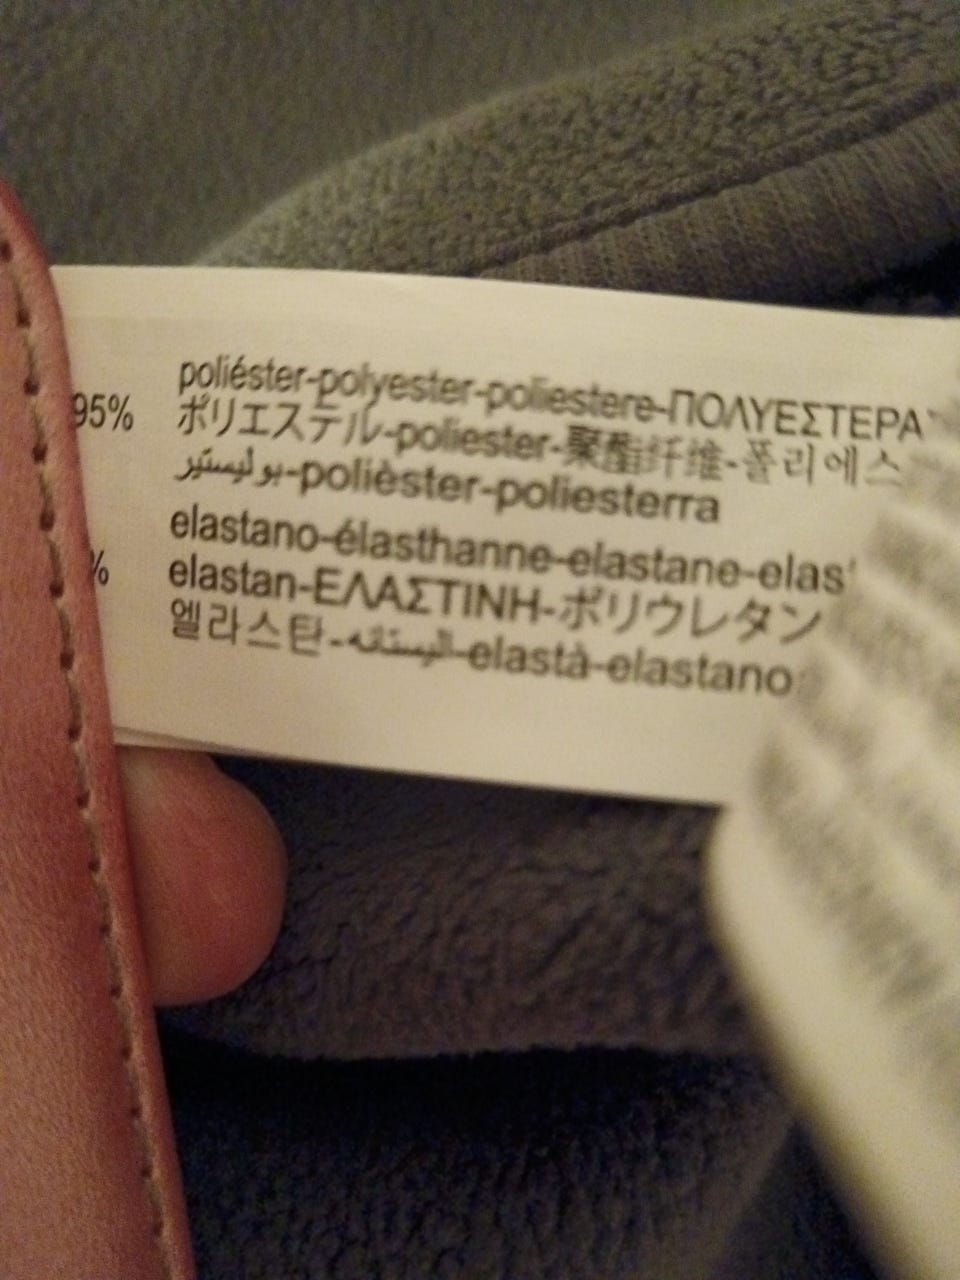 95% poliéster-polyester-poliestere-ΠΟΛΥΕΣΤΕΡΑ
ポリエステル-poliester-聚酯纤维-폴리에스
بوليستير-polièster-poliesterra
elastano-élasthanne-elastane-elas
% elastan-ΕΛΑΣΤΙΝΗ-ポリウレタン
엘라스탄-اليستانه-elastà-elastano